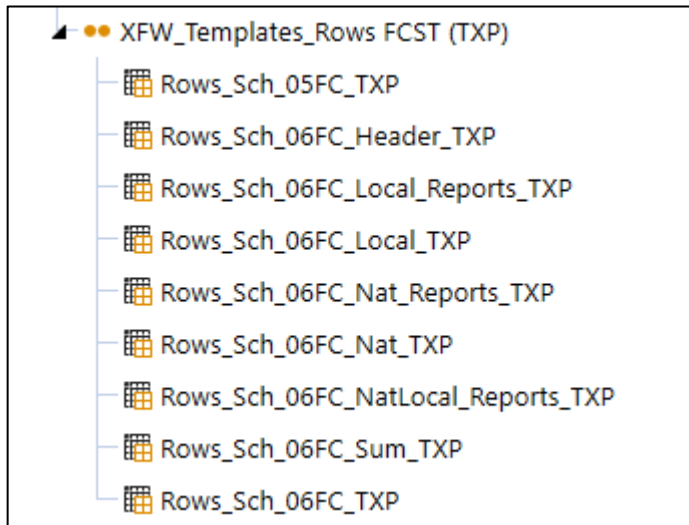 XFW_Templates_Rows FCST (TXP)
Rows_Sch_05FC_TXP
Rows_Sch_06FC_Header_TXP
Rows_Sch_06FC_Local_Reports_TXP
Rows_Sch_06FC_Local_TXP
Rows_Sch_06FC_Nat_Reports_TXP
Rows_Sch_06FC_Nat_TXP
Rows_Sch_06FC_NatLocal_Reports_TXP
Rows_Sch_06FC_Sum_TXP
Rows_Sch_06FC_TXP